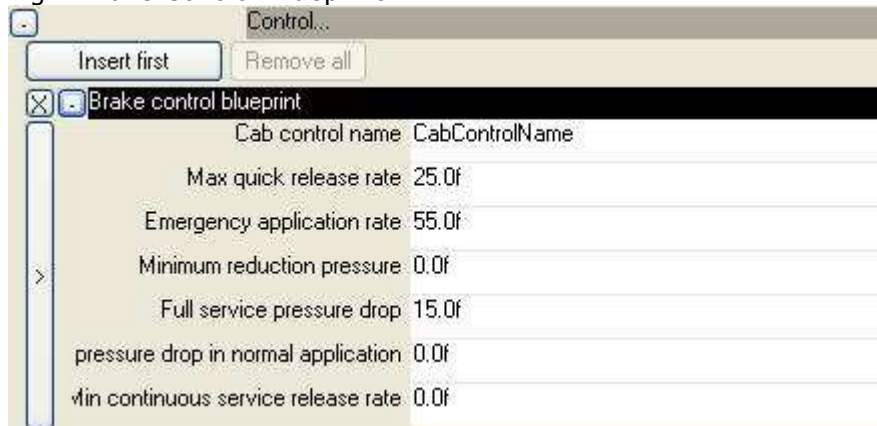 -
Control...
Insert first Remove all
X - Brake control blueprint
Cab control name CabControlName
Max quick release rate 25.0f
Emergency application rate 55.0f
Minimum reduction pressure 0.0f
>
Full service pressure drop 15.0f
pressure drop in normal application 0.0f
continuous service release rate 0.0f